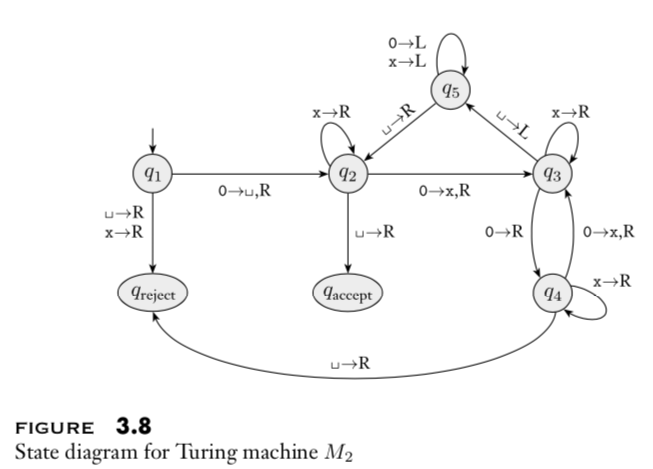 0→L
x→L
q5
x→R
⊔→R
⊔→L
x→R
q1
0→⊔,R
q2
0→x,R
q3
⊔→R
x→R
⊔→R
0→R
0→x,R
qreject
qaccept
q4
x→R
⊔→R
FIGURE 3.8
State diagram for Turing machine M2